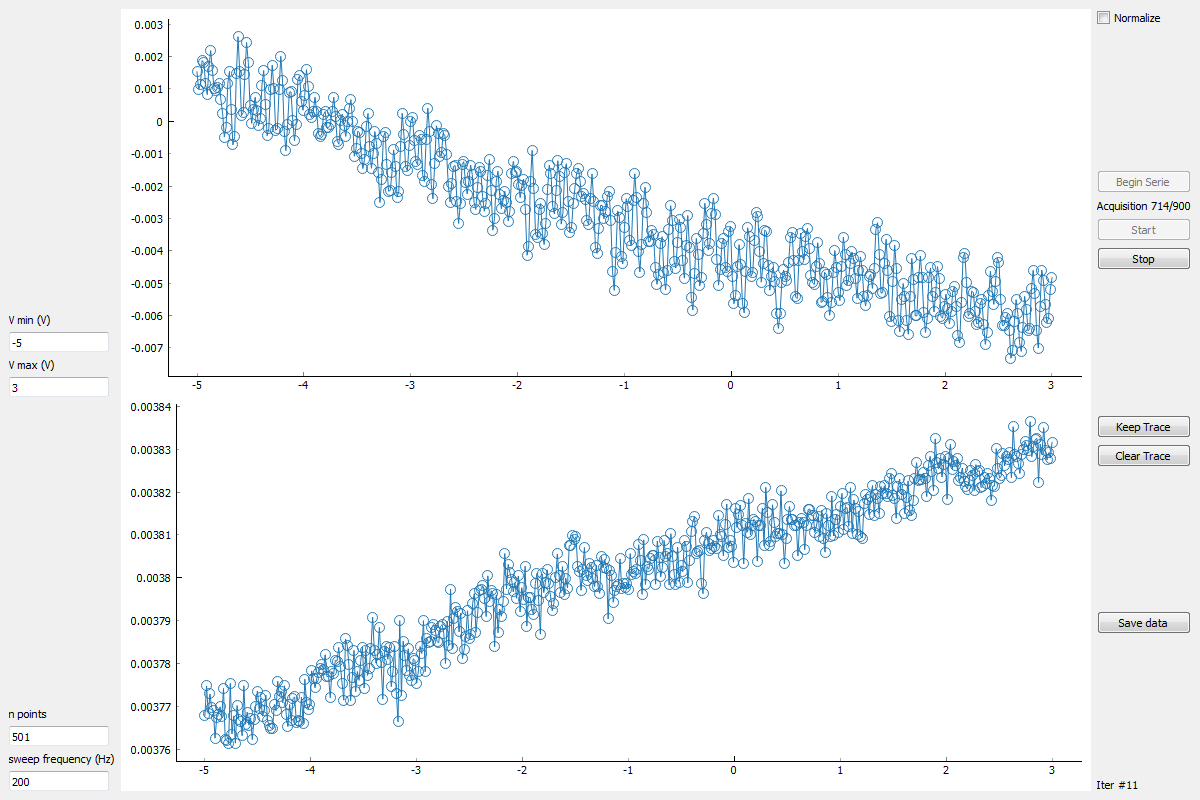 Normalize
0.003
0.002
0.001
0
-0.001
-0.002
-0.003
-0.004
-0.005
-0.006
-0.007
-5 -4 -3 -2 -1 0 1 2 3
Begin Serie
Acquisition 714/900
Start
Stop
V min (V)
-5
V max (V)
3
0.00384
0.00383
0.00382
0.00381
0.0038
0.00379
0.00378
0.00377
0.00376
-5 -4 -3 -2 -1 0 1 2 3
Keep Trace
Clear Trace
Save data
n points
501
sweep frequency (Hz)
200
Iter #11